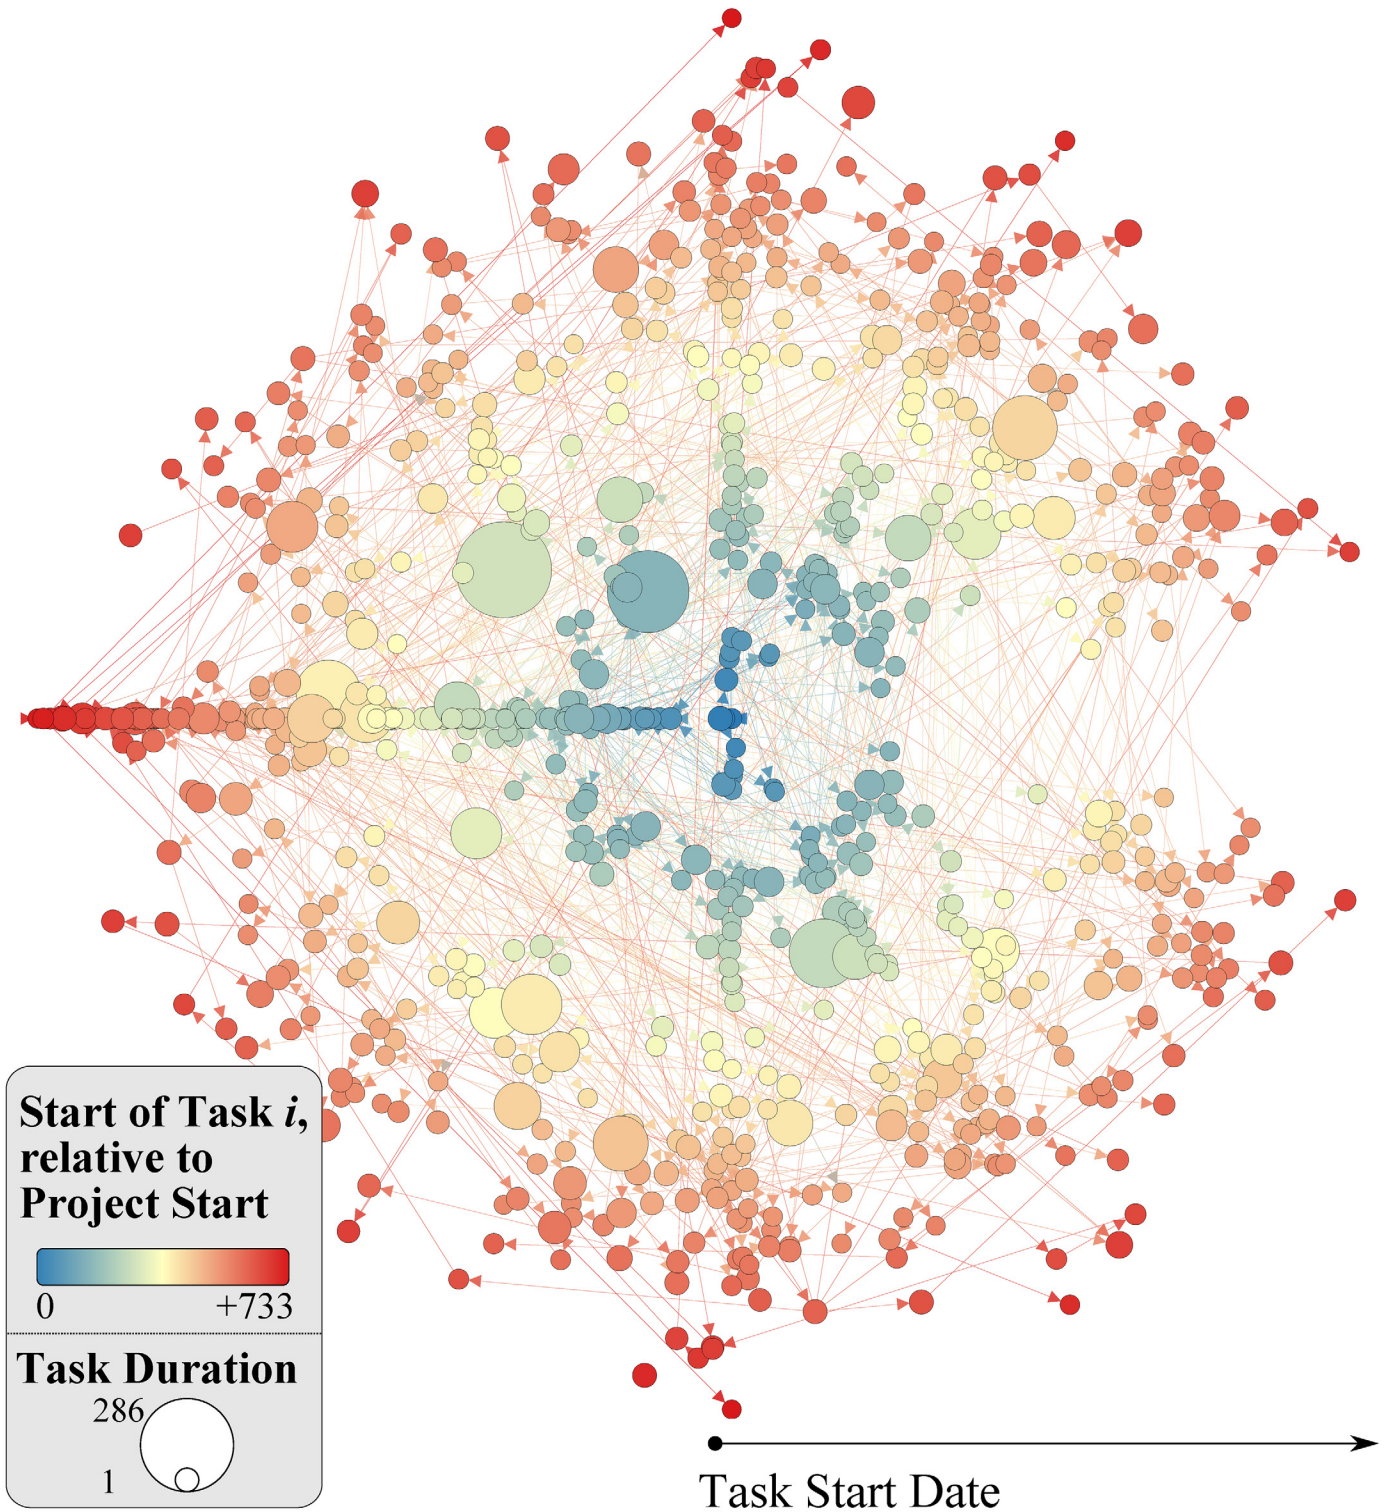 Start of Task i,
relative to
Project Start
0 +733
Task Duration
286
1
Task Start Date